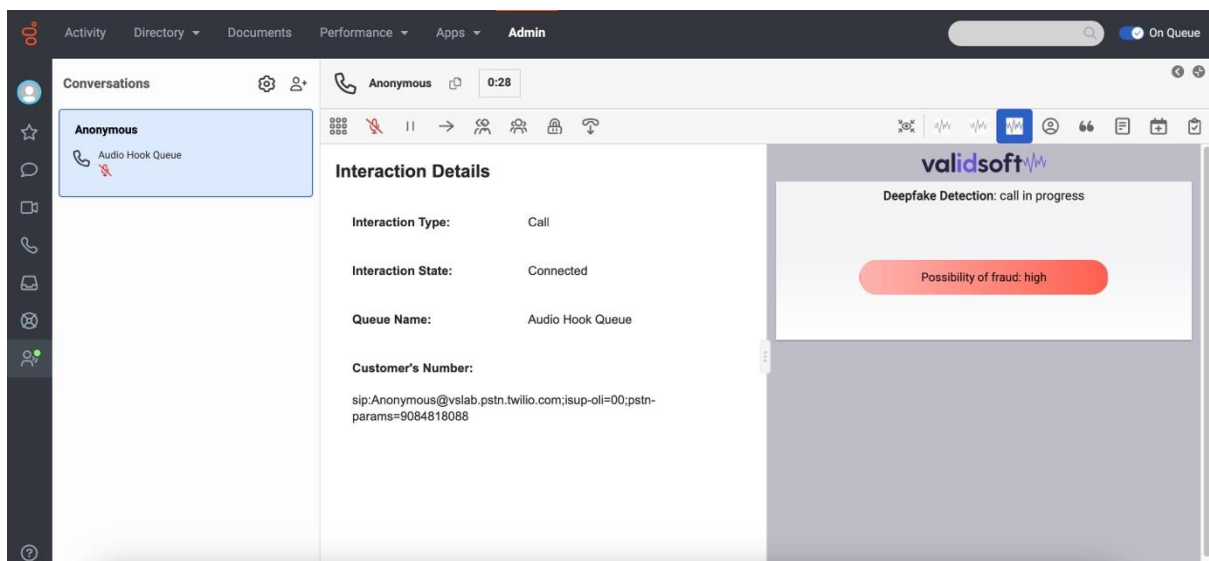 Activity Directory Documents Performance Apps Admin On Queue
Conversations
Anonymous
Audio Hook Queue
Anonymous 0:28
Interaction Details
Interaction Type: Call
Interaction State: Connected
Queue Name: Audio Hook Queue
Customer's Number:
sip:Anonymous@vslab.pstn.twilio.com;isup-oli=00;pstn-
params=9084818088
validsoft
Deepfake Detection: call in progress
Possibility of fraud: high